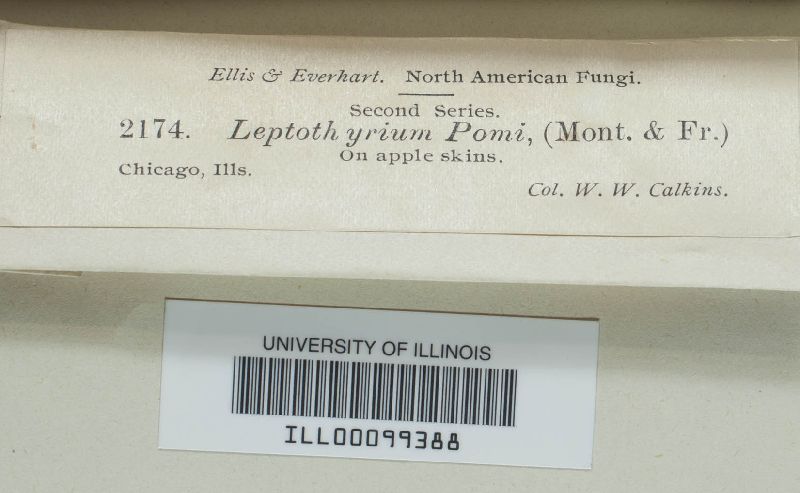 Ellis & Everhart. North American Fungi.
Second Series.
2174. Leptothyrium Pomi, (Mont. & Fr.)
On apple skins.
Chicago, Ills.
Col. W. W. Calkins.
UNIVERSITY OF ILLINOIS
ILL00099388